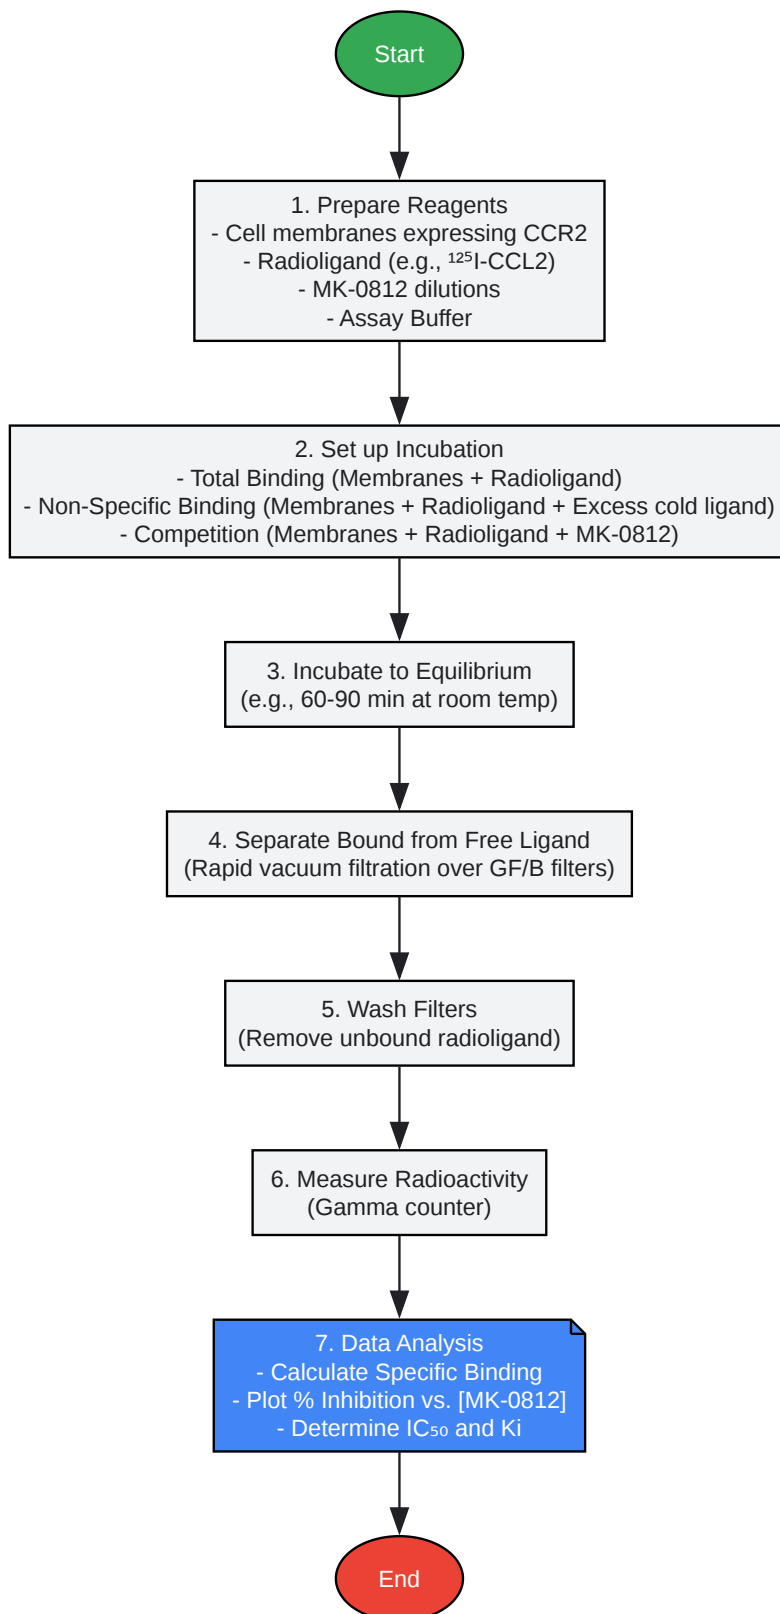 Start
1. Prepare Reagents
- Cell membranes expressing CCR2
- Radioligand (e.g., ¹²⁵I-CCL2)
- MK-0812 dilutions
- Assay Buffer
2. Set up Incubation
- Total Binding (Membranes + Radioligand)
- Non-Specific Binding (Membranes + Radioligand + Excess cold ligand)
- Competition (Membranes + Radioligand + MK-0812)
3. Incubate to Equilibrium
(e.g., 60-90 min at room temp)
4. Separate Bound from Free Ligand
(Rapid vacuum filtration over GF/B filters)
5. Wash Filters
(Remove unbound radioligand)
6. Measure Radioactivity
(Gamma counter)
7. Data Analysis
- Calculate Specific Binding
- Plot % Inhibition vs. [MK-0812]
- Determine IC₅₀ and Ki
End